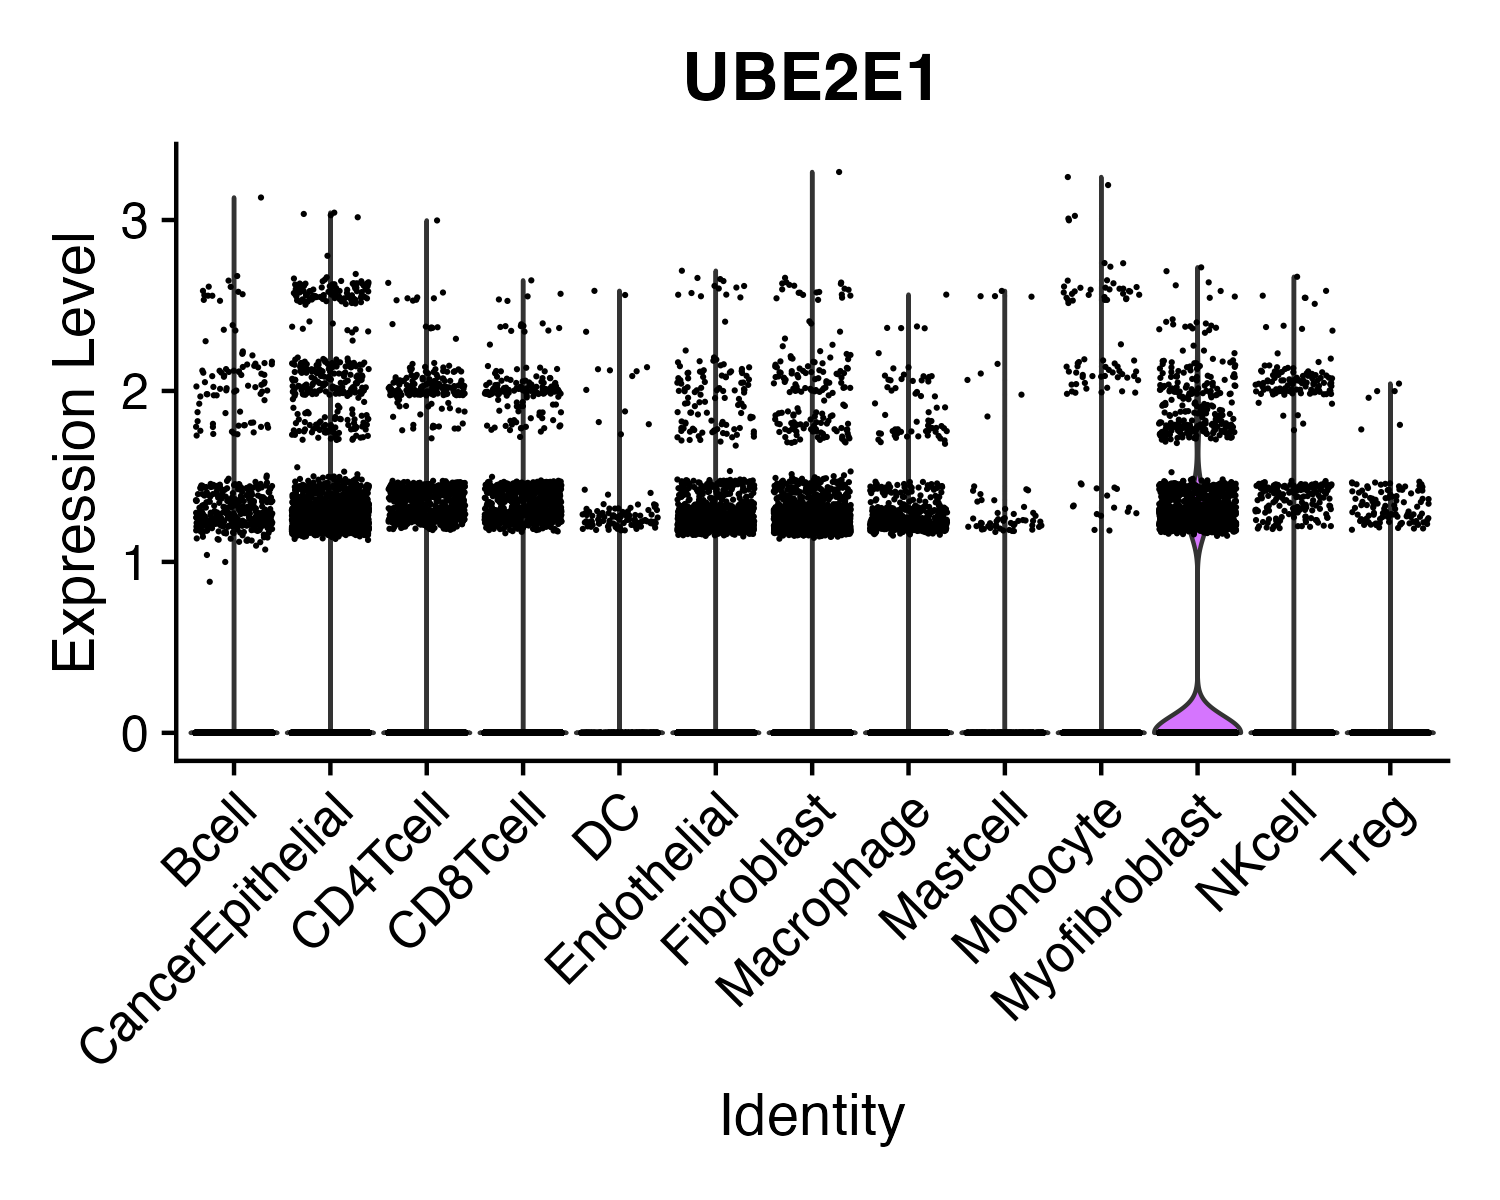 UBE2E1
Expression Level
3
2
1
0
Bcell
CancerEpithelial
CD4Tcell
CD8Tcell
DC
Endothelial
Fibroblast
Macrophage
Mastcell
Monocyte
Myofibroblast
NKcell
Treg
Identity